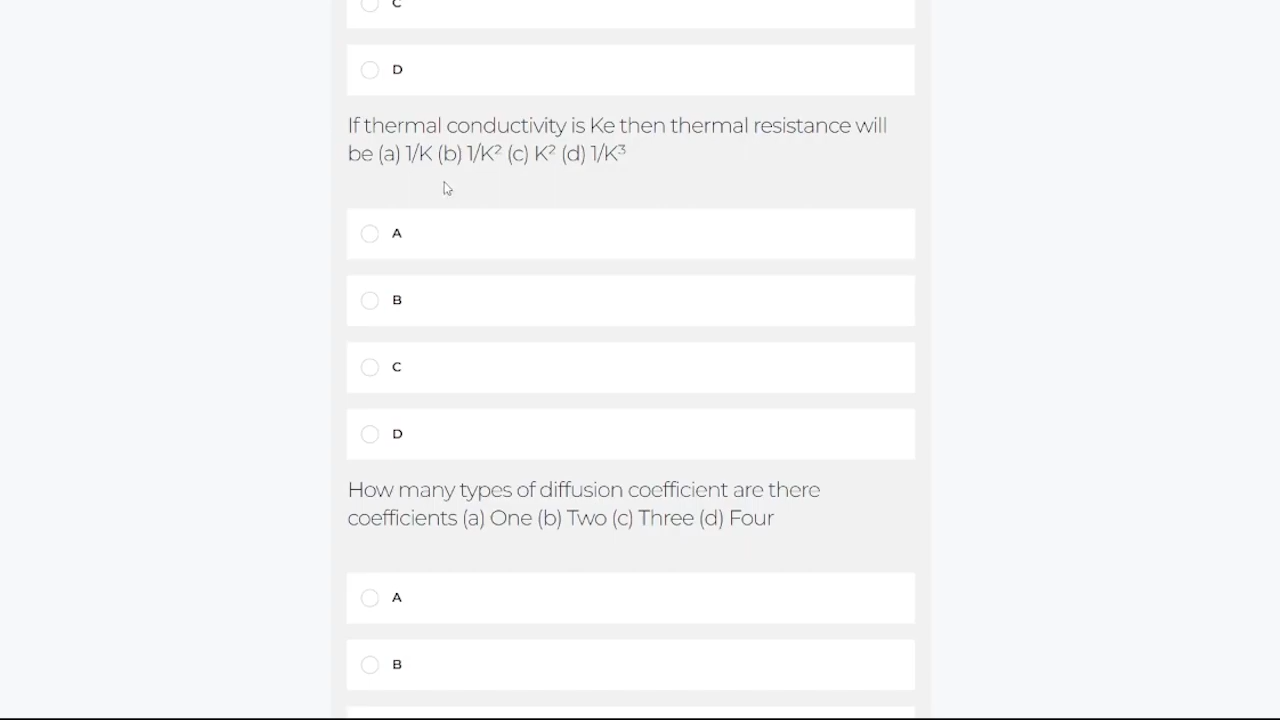 C
D
If thermal conductivity is Ke then thermal resistance will
be (a) 1/K (b) 1/K² (c) K² (d) 1/K³
A
B
C
D
How many types of diffusion coefficient are there
coefficients (a) One (b) Two (c) Three (d) Four
A
B